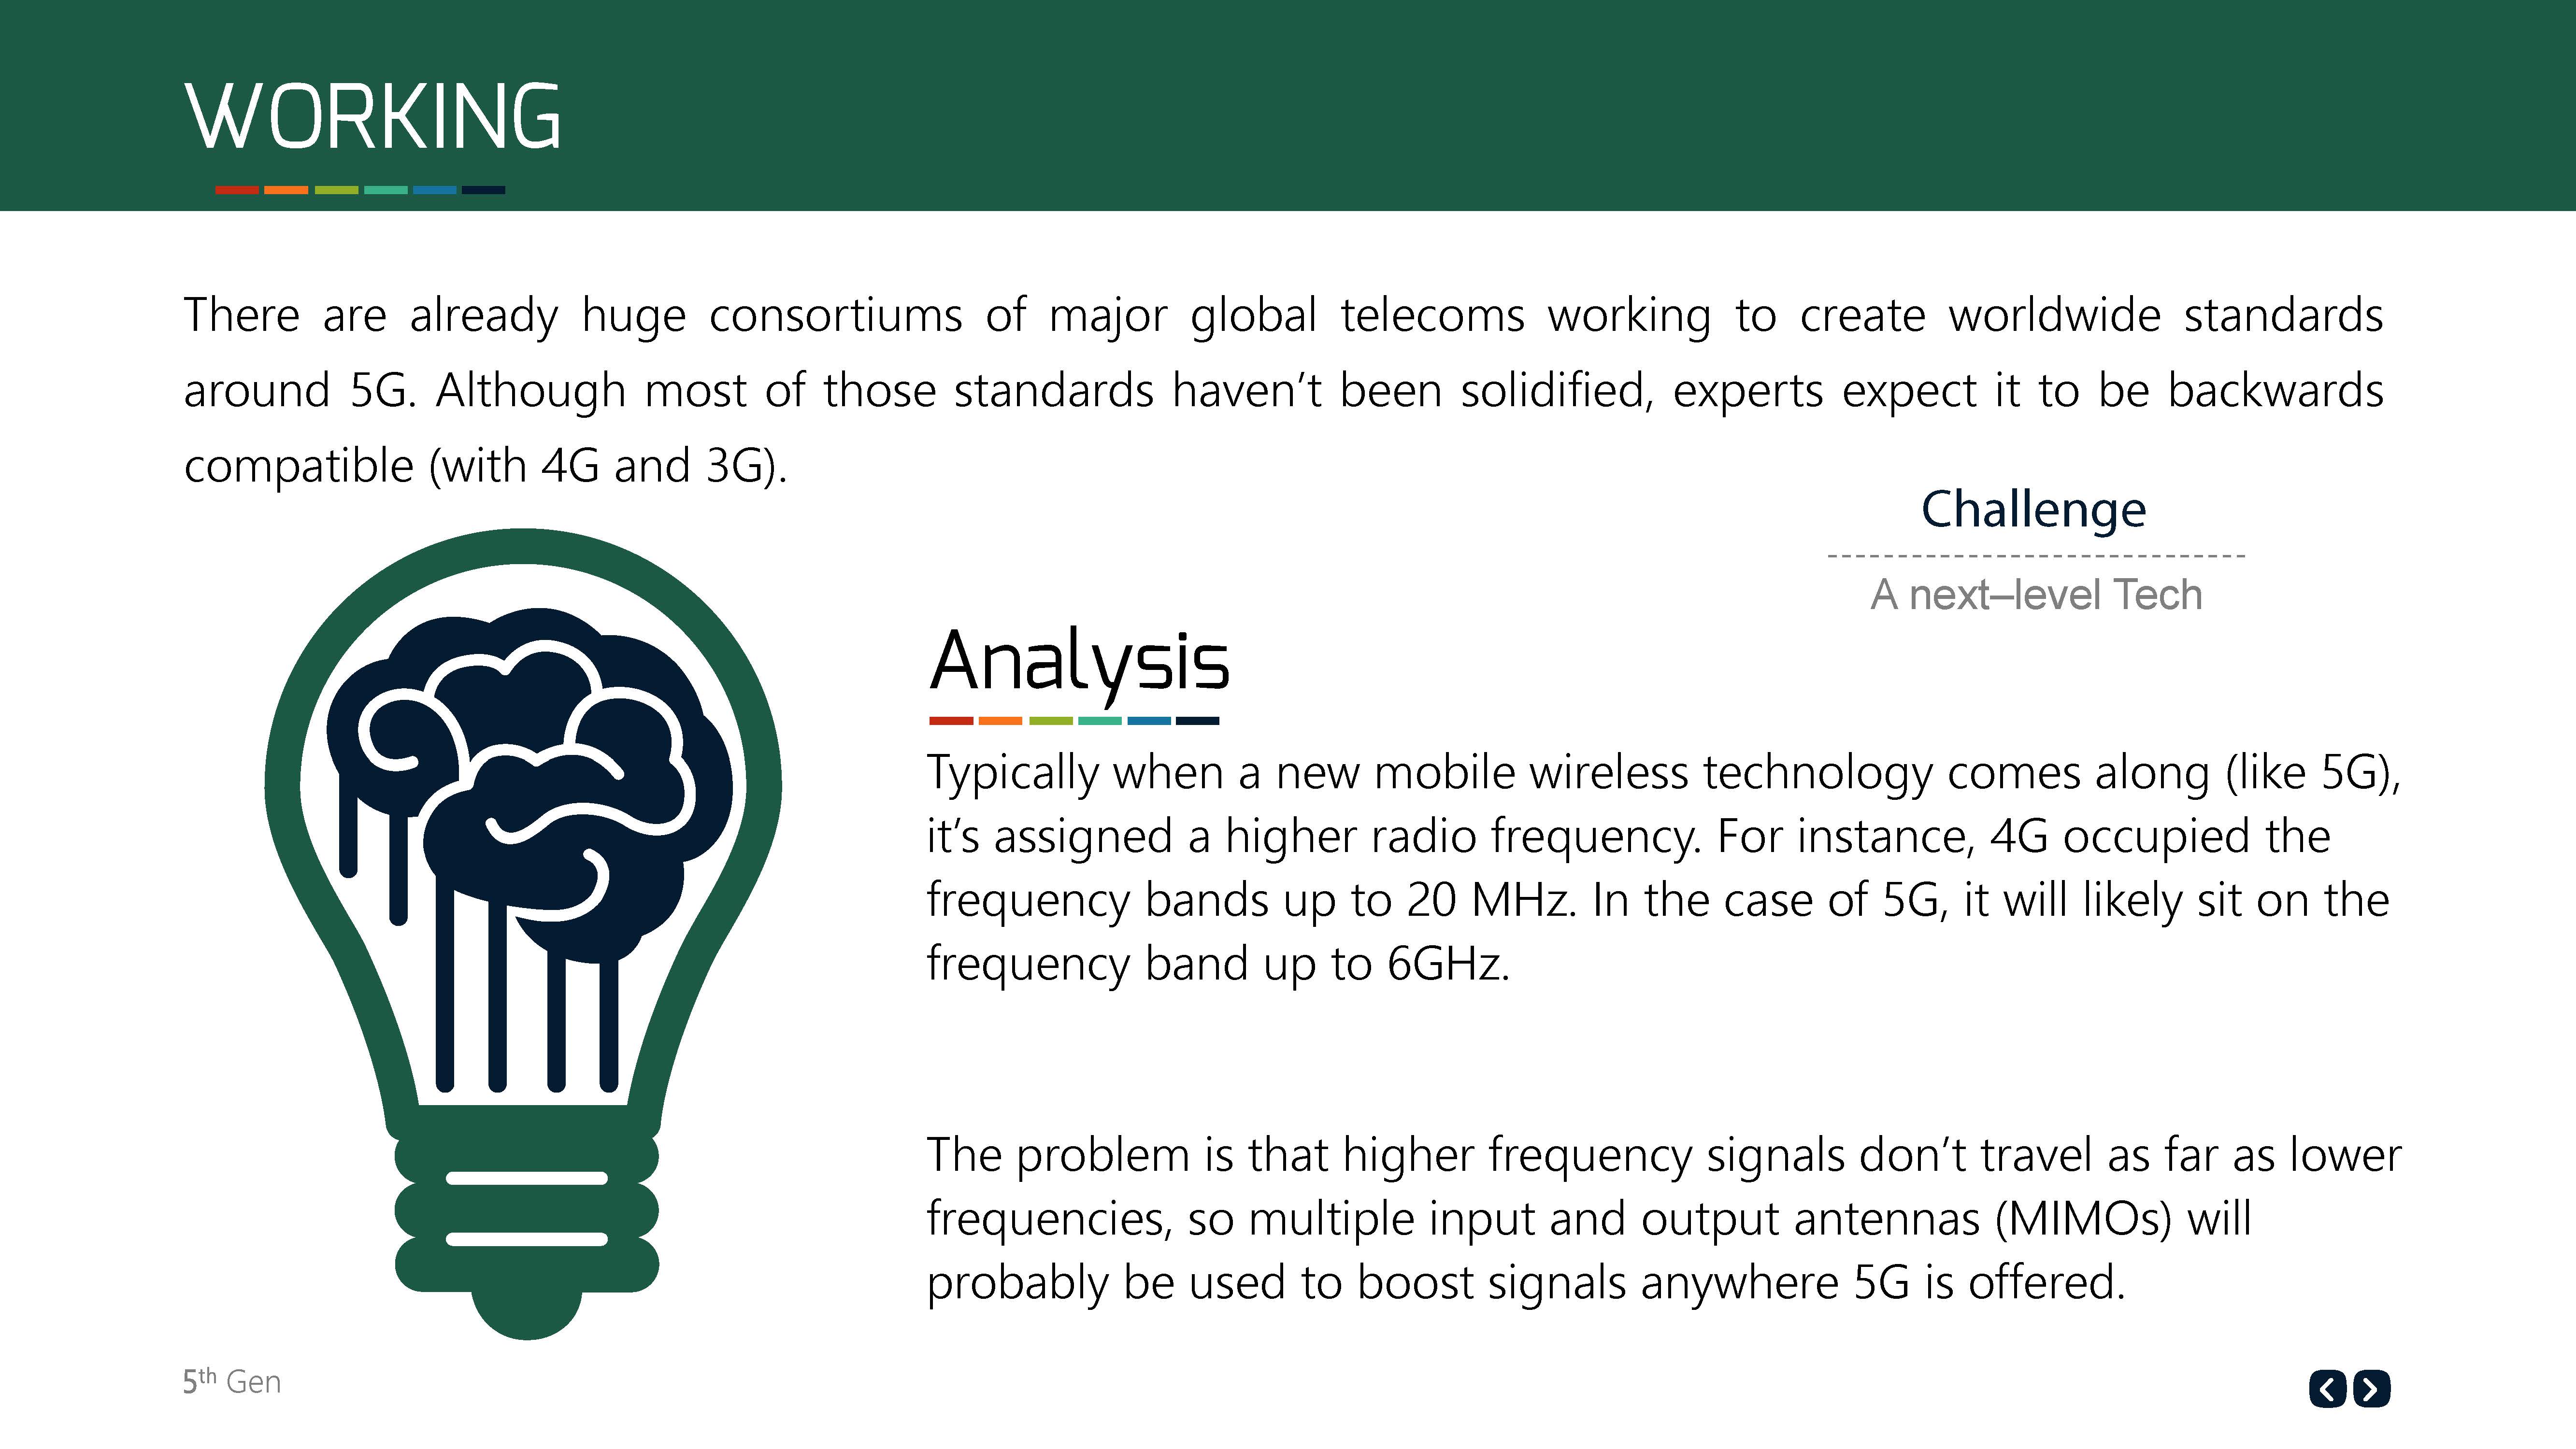 WORKING
There are already huge consortiums of major global telecoms working to create worldwide standards
around 5G. Although most of those standards haven’t been solidified, experts expect it to be backwards
compatible (with 4G and 3G).
Challenge
A next–level Tech
Analysis
Typically when a new mobile wireless technology comes along (like 5G),
it’s assigned a higher radio frequency. For instance, 4G occupied the
frequency bands up to 20 MHz. In the case of 5G, it will likely sit on the
frequency band up to 6GHz.
The problem is that higher frequency signals don’t travel as far as lower
frequencies, so multiple input and output antennas (MIMOs) will
probably be used to boost signals anywhere 5G is offered.
5th Gen